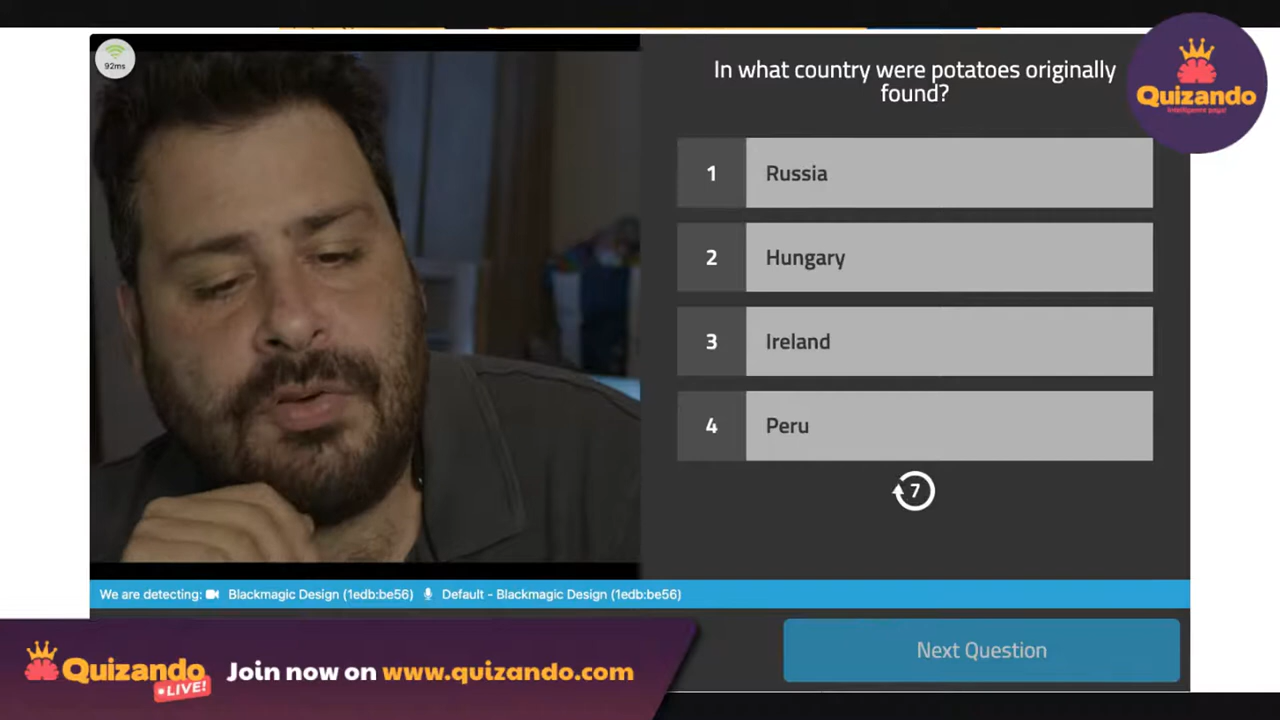 92ms
In what country were potatoes originally
found?
Quizando
Intelligence pays!
1 Russia
2 Hungary
3 Ireland
4 Peru
7
We are detecting: Blackmagic Design (1edb:be56) Default - Blackmagic Design (1edb:be56)
Next Question
Quizando
LIVE!
Join now on www.quizando.com